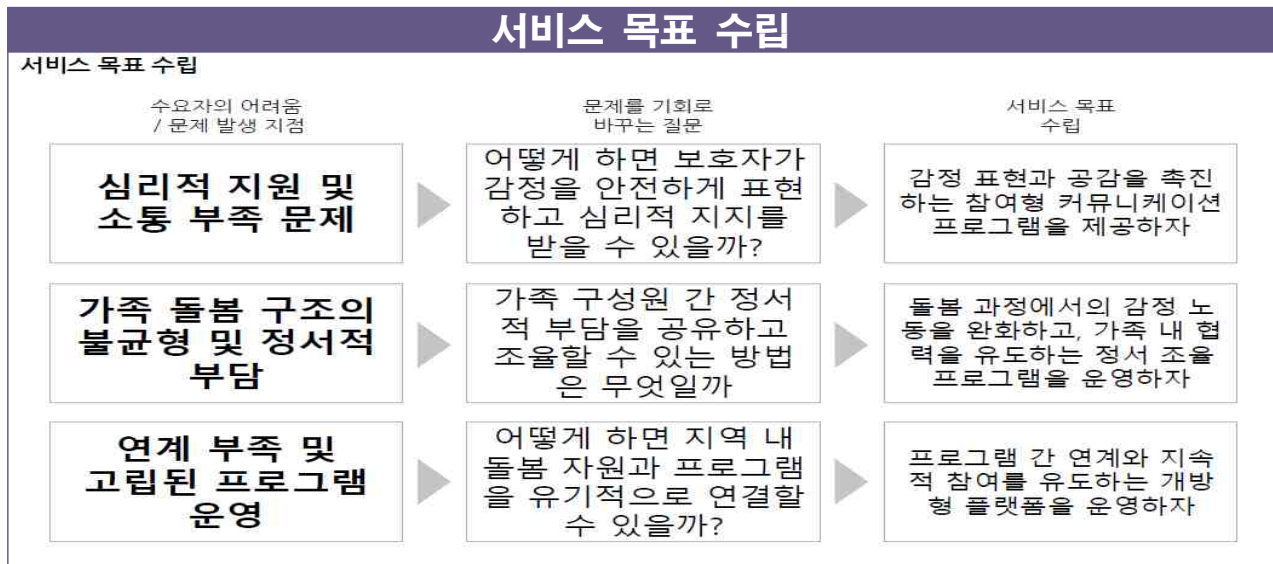 서비스 목표 수립
서비스 목표 수립
수요자의 어려움
/ 문제 발생 지점
문제를 기회로
바꾸는 질문
서비스 목표
수립
심리적 지원 및
소통 부족 문제
어떻게 하면 보호자가
감정을 안전하게 표현
하고 심리적 지지를
받을 수 있을까?
감정 표현과 공감을 촉진
하는 참여형 커뮤니케이션
프로그램을 제공하자
가족 돌봄 구조의
불균형 및 정서적
부담
가족 구성원 간 정서
적 부담을 공유하고
조율할 수 있는 방법
은 무엇일까
돌봄 과정에서의 감정 노
동을 완화하고, 가족 내 협
력을 유도하는 정서 조율
프로그램을 운영하자
연계 부족 및
고립된 프로그램
운영
어떻게 하면 지역 내
돌봄 자원과 프로그램
을 유기적으로 연결할
수 있을까?
프로그램 간 연계와 지속
적 참여를 유도하는 개방
형 플랫폼을 운영하자